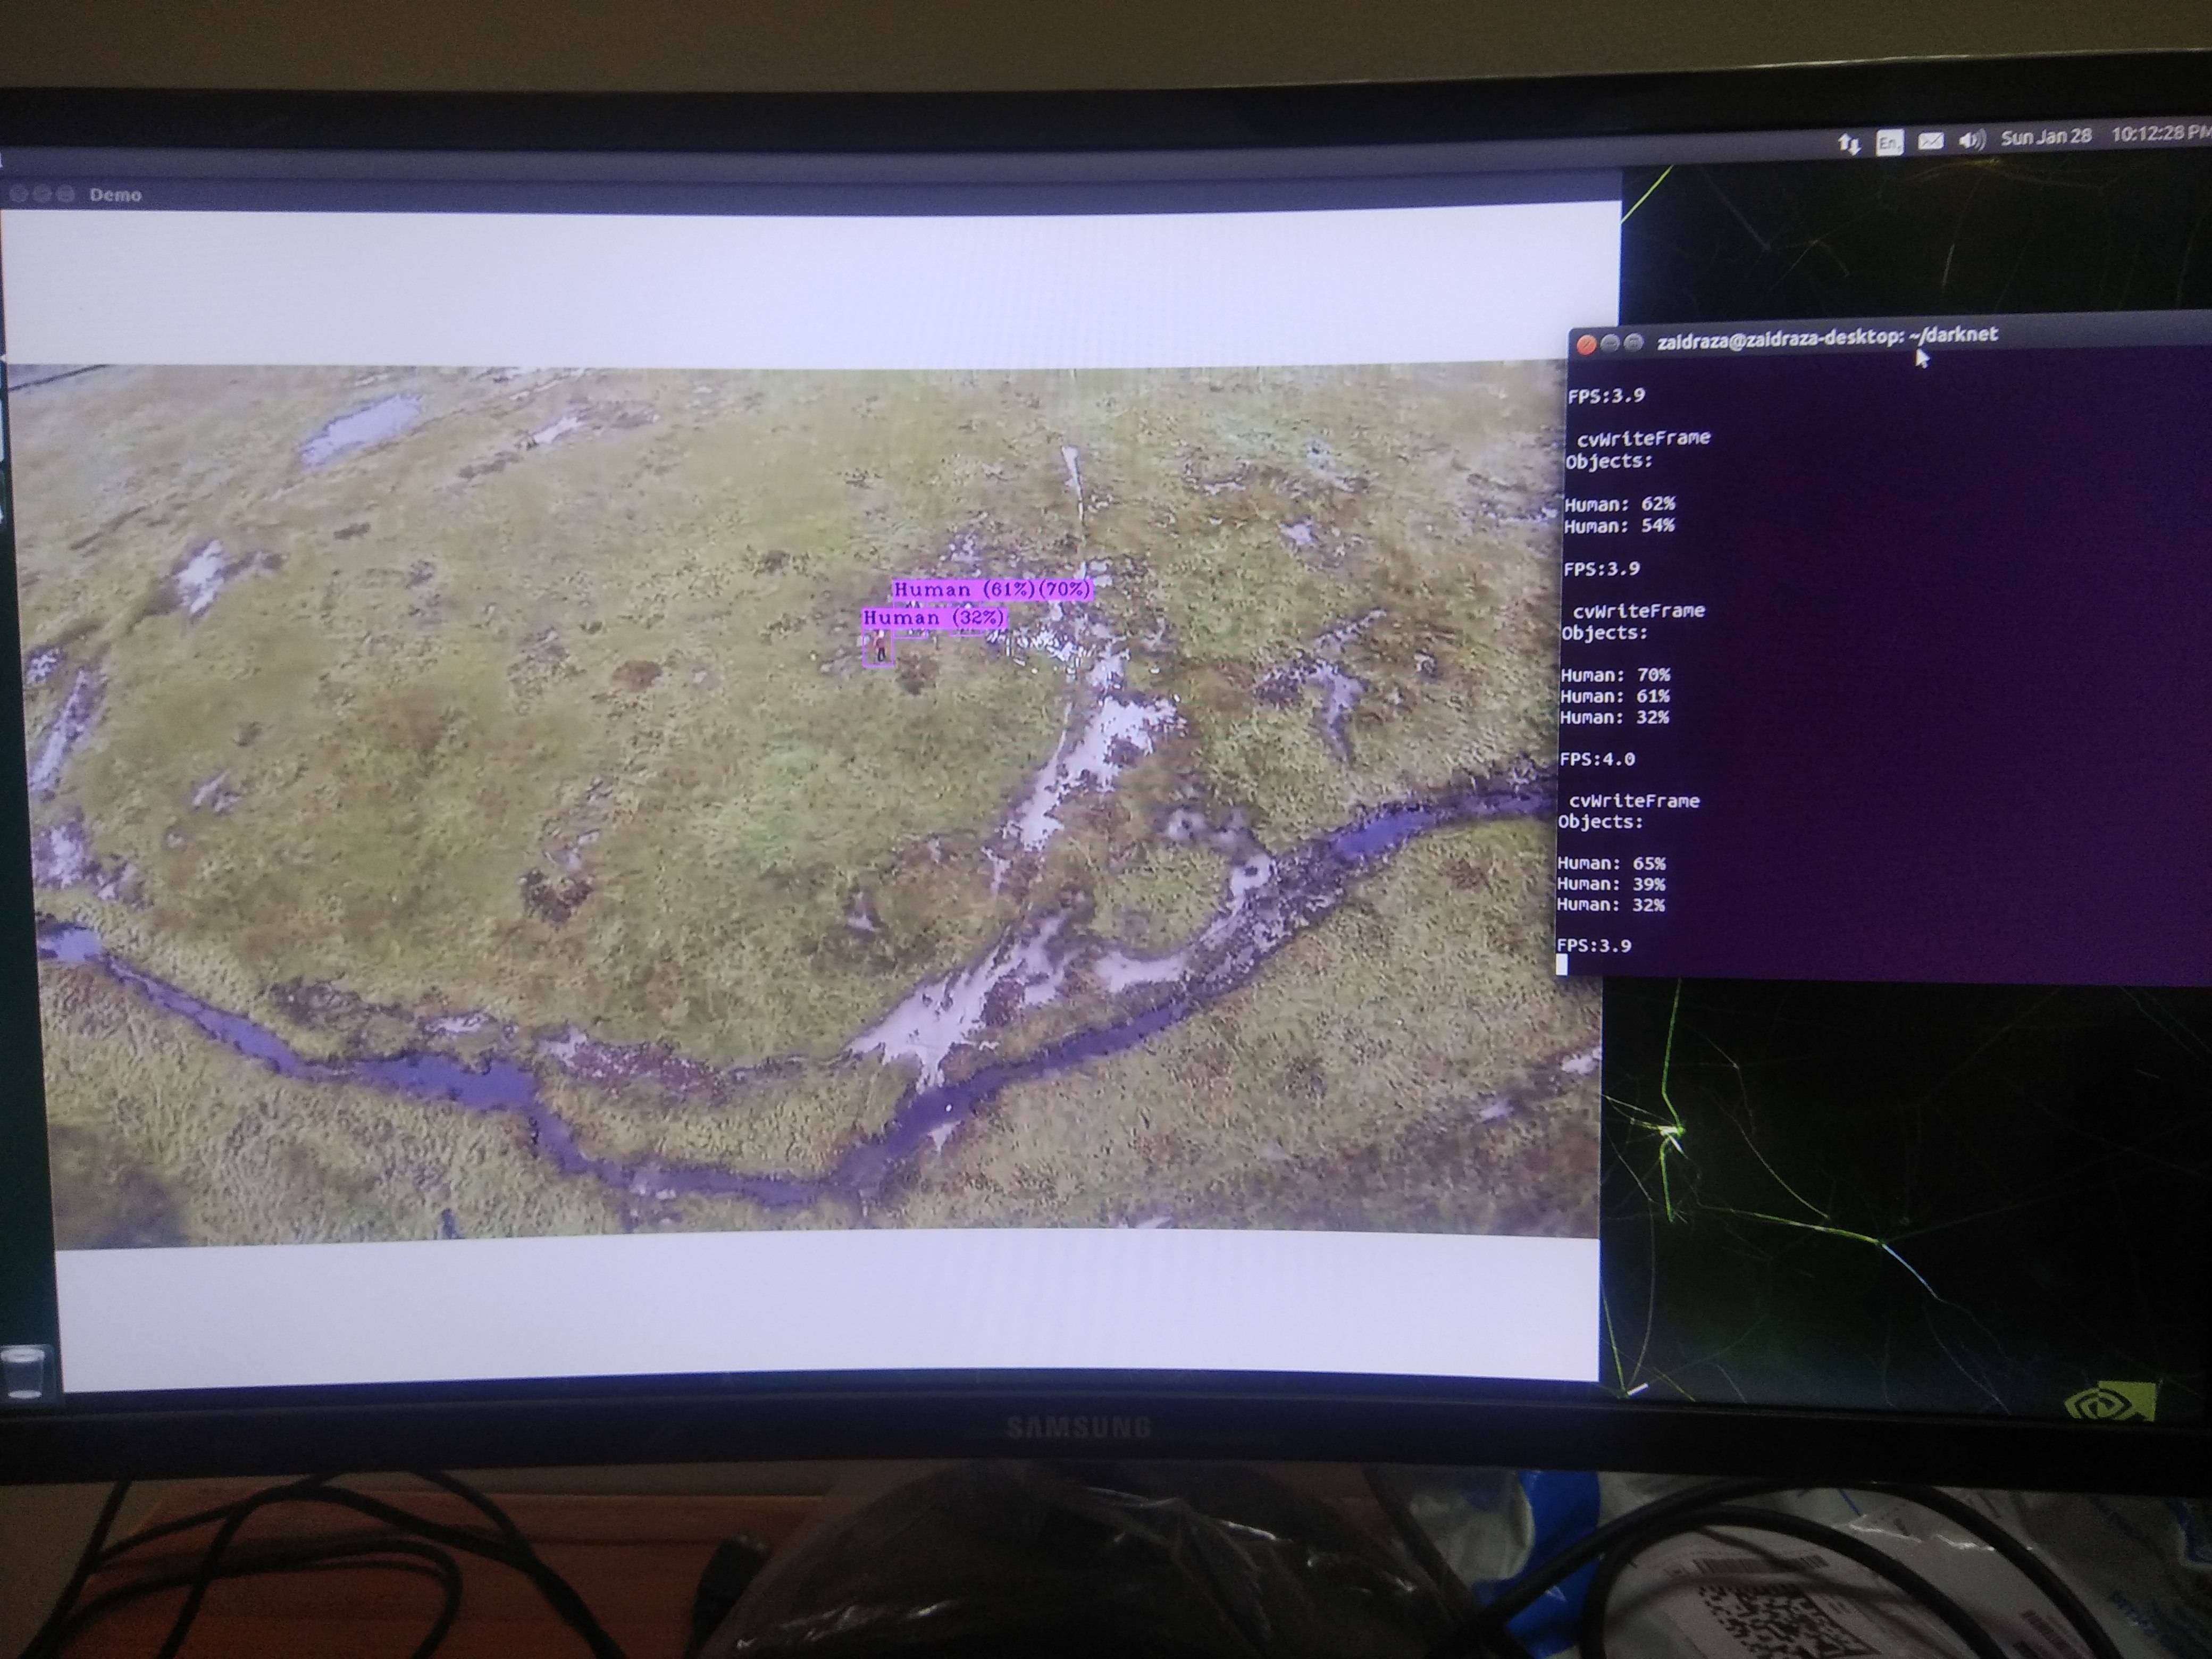 En
Sun Jan 28 10:12:28 PM
Demo
zaidraza@zaidraza-desktop: ~/darknet
FPS:3.9
cvWriteFrame
Objects:
Human: 62%
Human: 54%
FPS:3.9
cvWriteFrame
Objects:
Human: 70%
Human: 61%
Human: 32%
FPS:4.0
cvWriteFrame
Objects:
Human: 65%
Human: 39%
Human: 32%
FPS:3.9
Human (61%)(70%)
Human (32%)
SAMSUNG